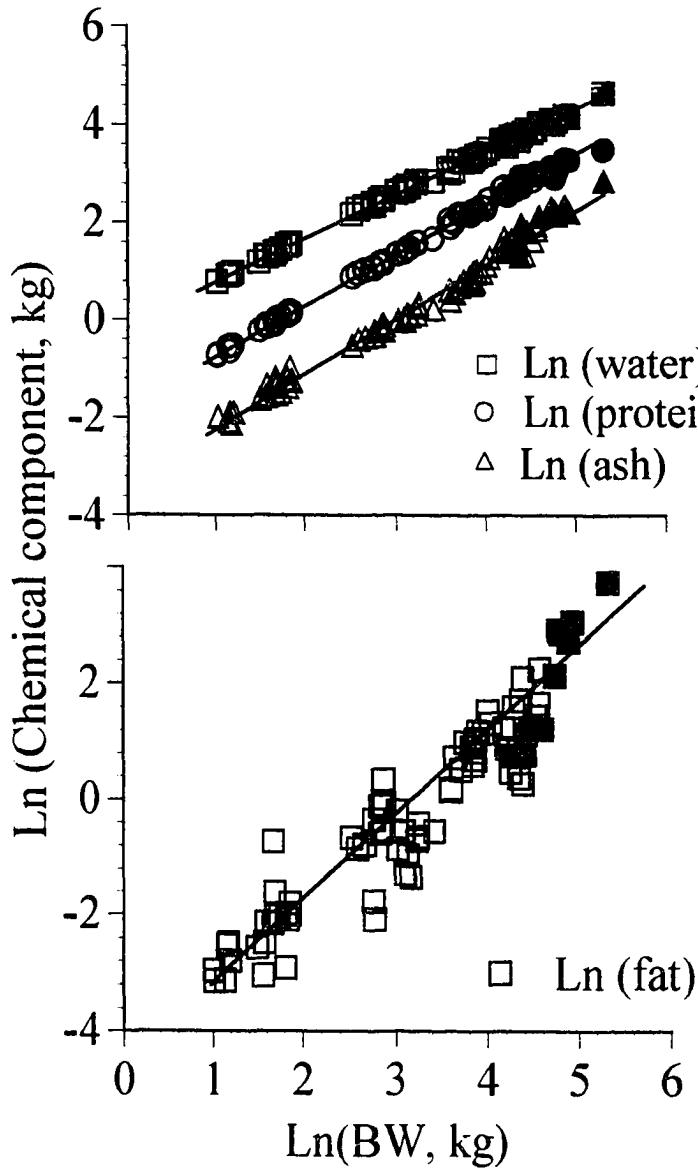 6
4
2
0
-2
-4
Ln (water)
Ln (protei
Ln (ash)
Ln (Chemical component, kg)
2
0
-2
-4
Ln (fat)
0 1 2 3 4 5 6
Ln(BW, kg)